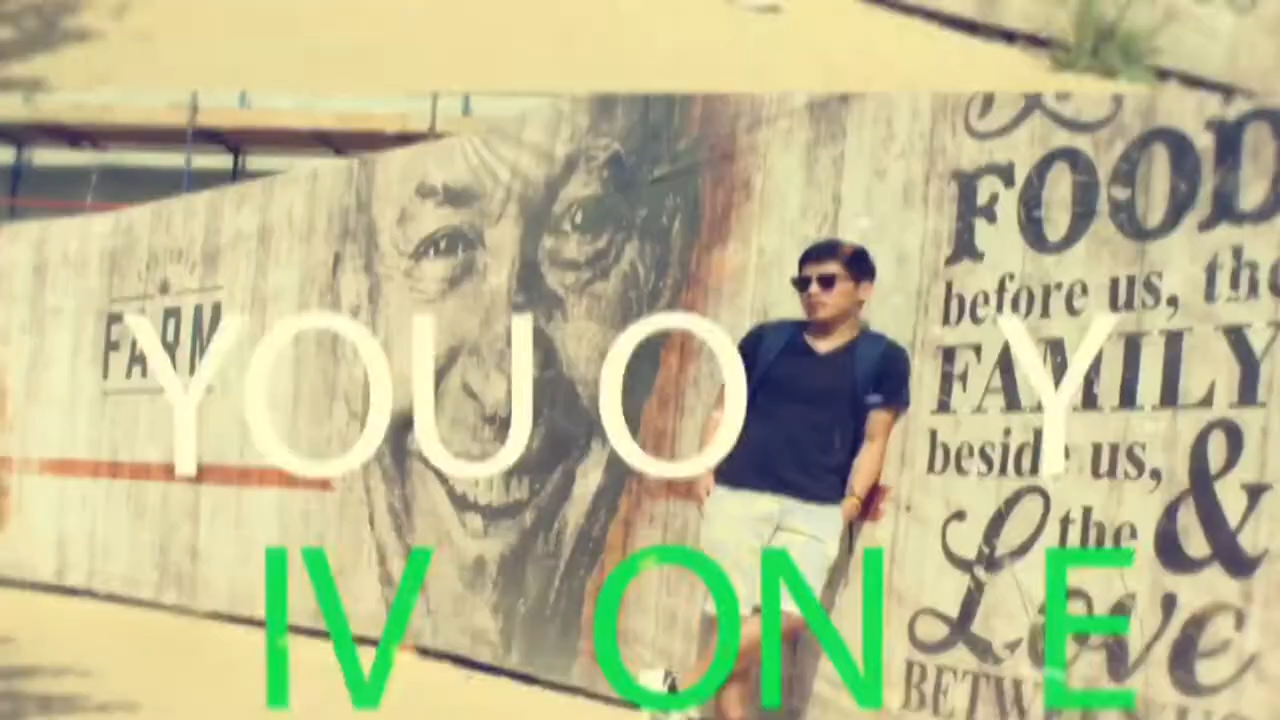 FARM
FOOD
before us, the
FAMILY
beside us,
the &
Love
YOU O Y
IV ON E